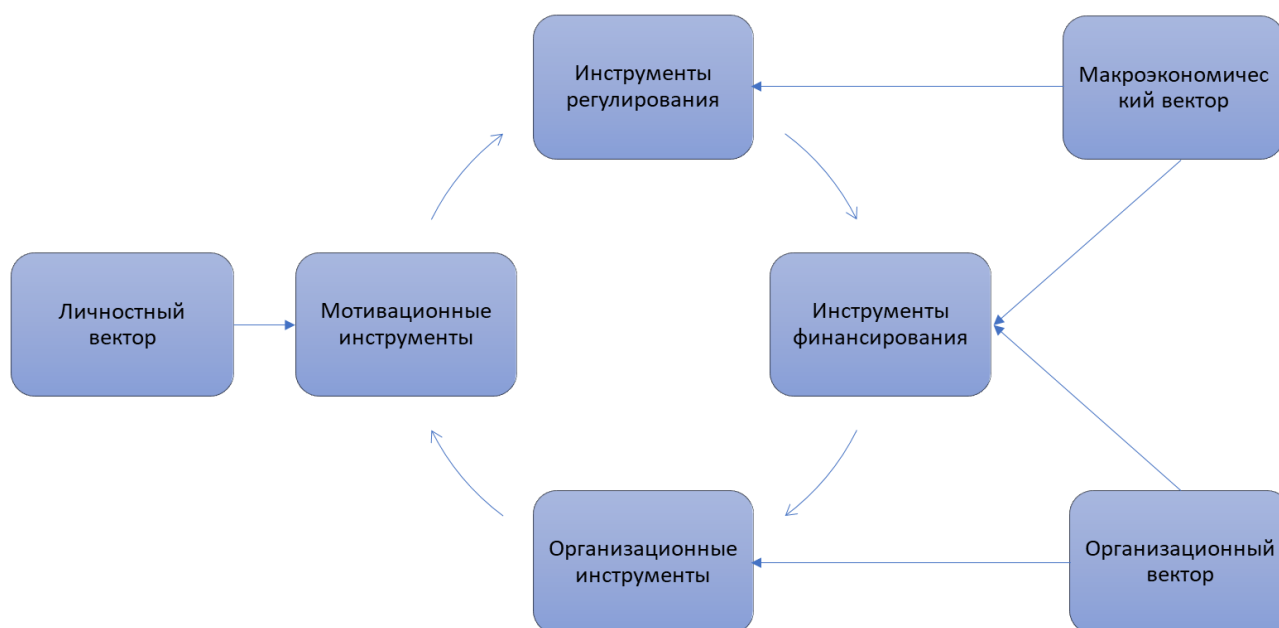 Инструменты
регулирования
Макроэкономичес
кий вектор
Личностный
вектор
Мотивационные
инструменты
Инструменты
финансирования
Организационные
инструменты
Организационный
вектор